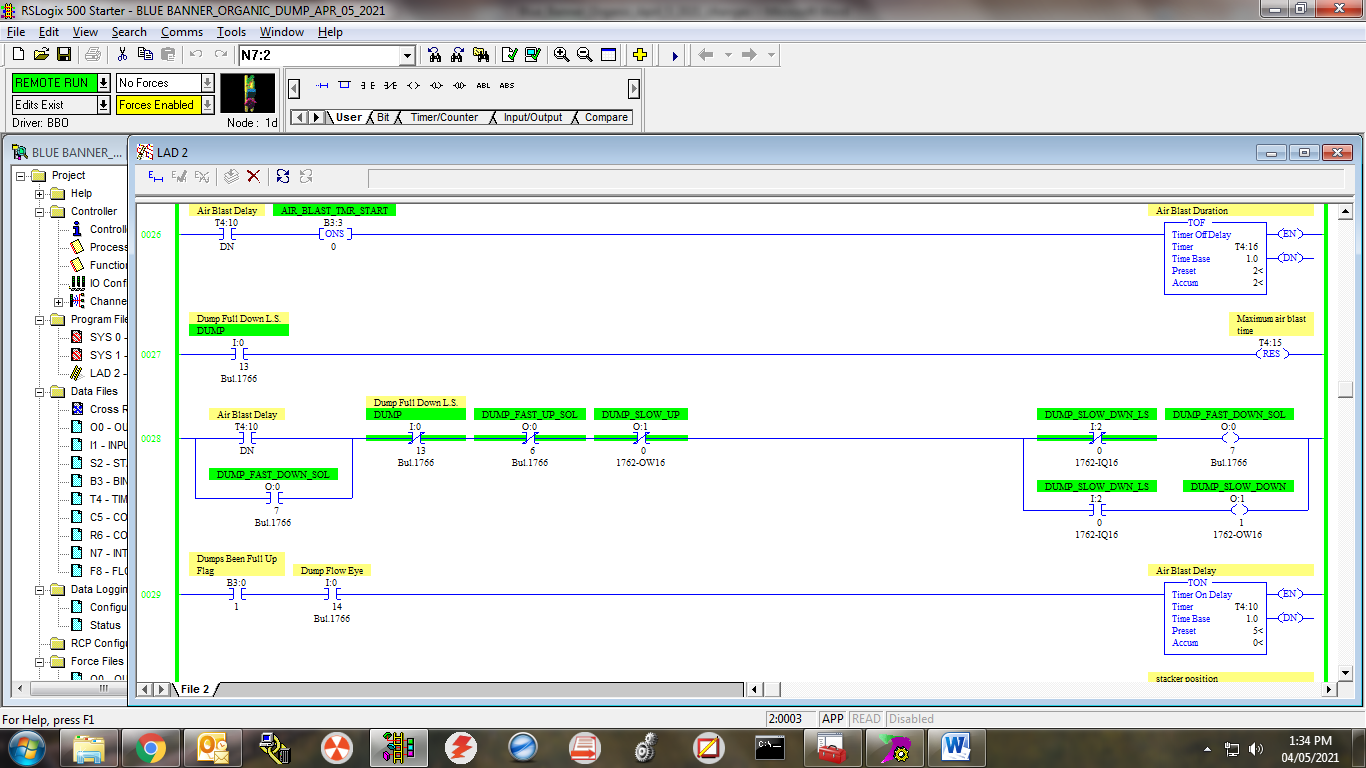 RSLogix 500 Starter - BLUE BANNER_ORGANIC_DUMP_APR_05_2021
File Edit View Search Comms Tools Window Help
N7:2
REMOTE RUN No Forces
Edits Exist Forces Enabled
Driver: BBO Node : 1d
ABL ABS
User Bit Timer/Counter Input/Output Compare
BLUE BANNER_...
LAD 2
Project
Help
Controller
Controll
Process
Function
IO Conf
Channe
Program File
SYS 0 -
SYS 1 -
LAD 2 -
Data Files
Cross R
O0 - OU
I1 - INPU
S2 - ST
B3 - BIN
T4 - TIM
C5 - CO
R6 - CO
N7 - INT
F8 - FLO
Data Logging
Configu
Status
RCP Config
Force Files
O0 - OU
Air Blast Delay AIR_BLAST_TMR_START Air Blast Duration
T4:10 B3:3 TOF
0026 ONS Timer Off Delay EN
DN 0 Timer T4:16
Time Base 1.0 DN
Preset 2<
Accum 2<
Dump Full Down L.S. Maximum air blast
DUMP time
I:0 T4:15
0027 RES
13
Bul.1766
Dump Full Down L.S.
Air Blast Delay DUMP DUMP_FAST_UP_SOL DUMP_SLOW_UP DUMP_SLOW_DWN_LS DUMP_FAST_DOWN_SOL
T4:10 I:0 O:0 O:1 I:2 O:0
0028
DN 13 6 0 0 7
Bul.1766 Bul.1766 1762-OW16 1762-IQ16 Bul.1766
DUMP_FAST_DOWN_SOL DUMP_SLOW_DWN_LS DUMP_SLOW_DOWN
O:0 I:2 O:1
7 0 1
Bul.1766 1762-IQ16 1762-OW16
Dumps Been Full Up
Flag Dump Flow Eye Air Blast Delay
B3:0 I:0 TON
0029 Timer On Delay EN
1 14 Timer T4:10
Bul.1766 Time Base 1.0 DN
Preset 5<
Accum 0<
stacker position
File 2
For Help, press F1 2:0003 APP READ Disabled
C:\_
1:34 PM
04/05/2021